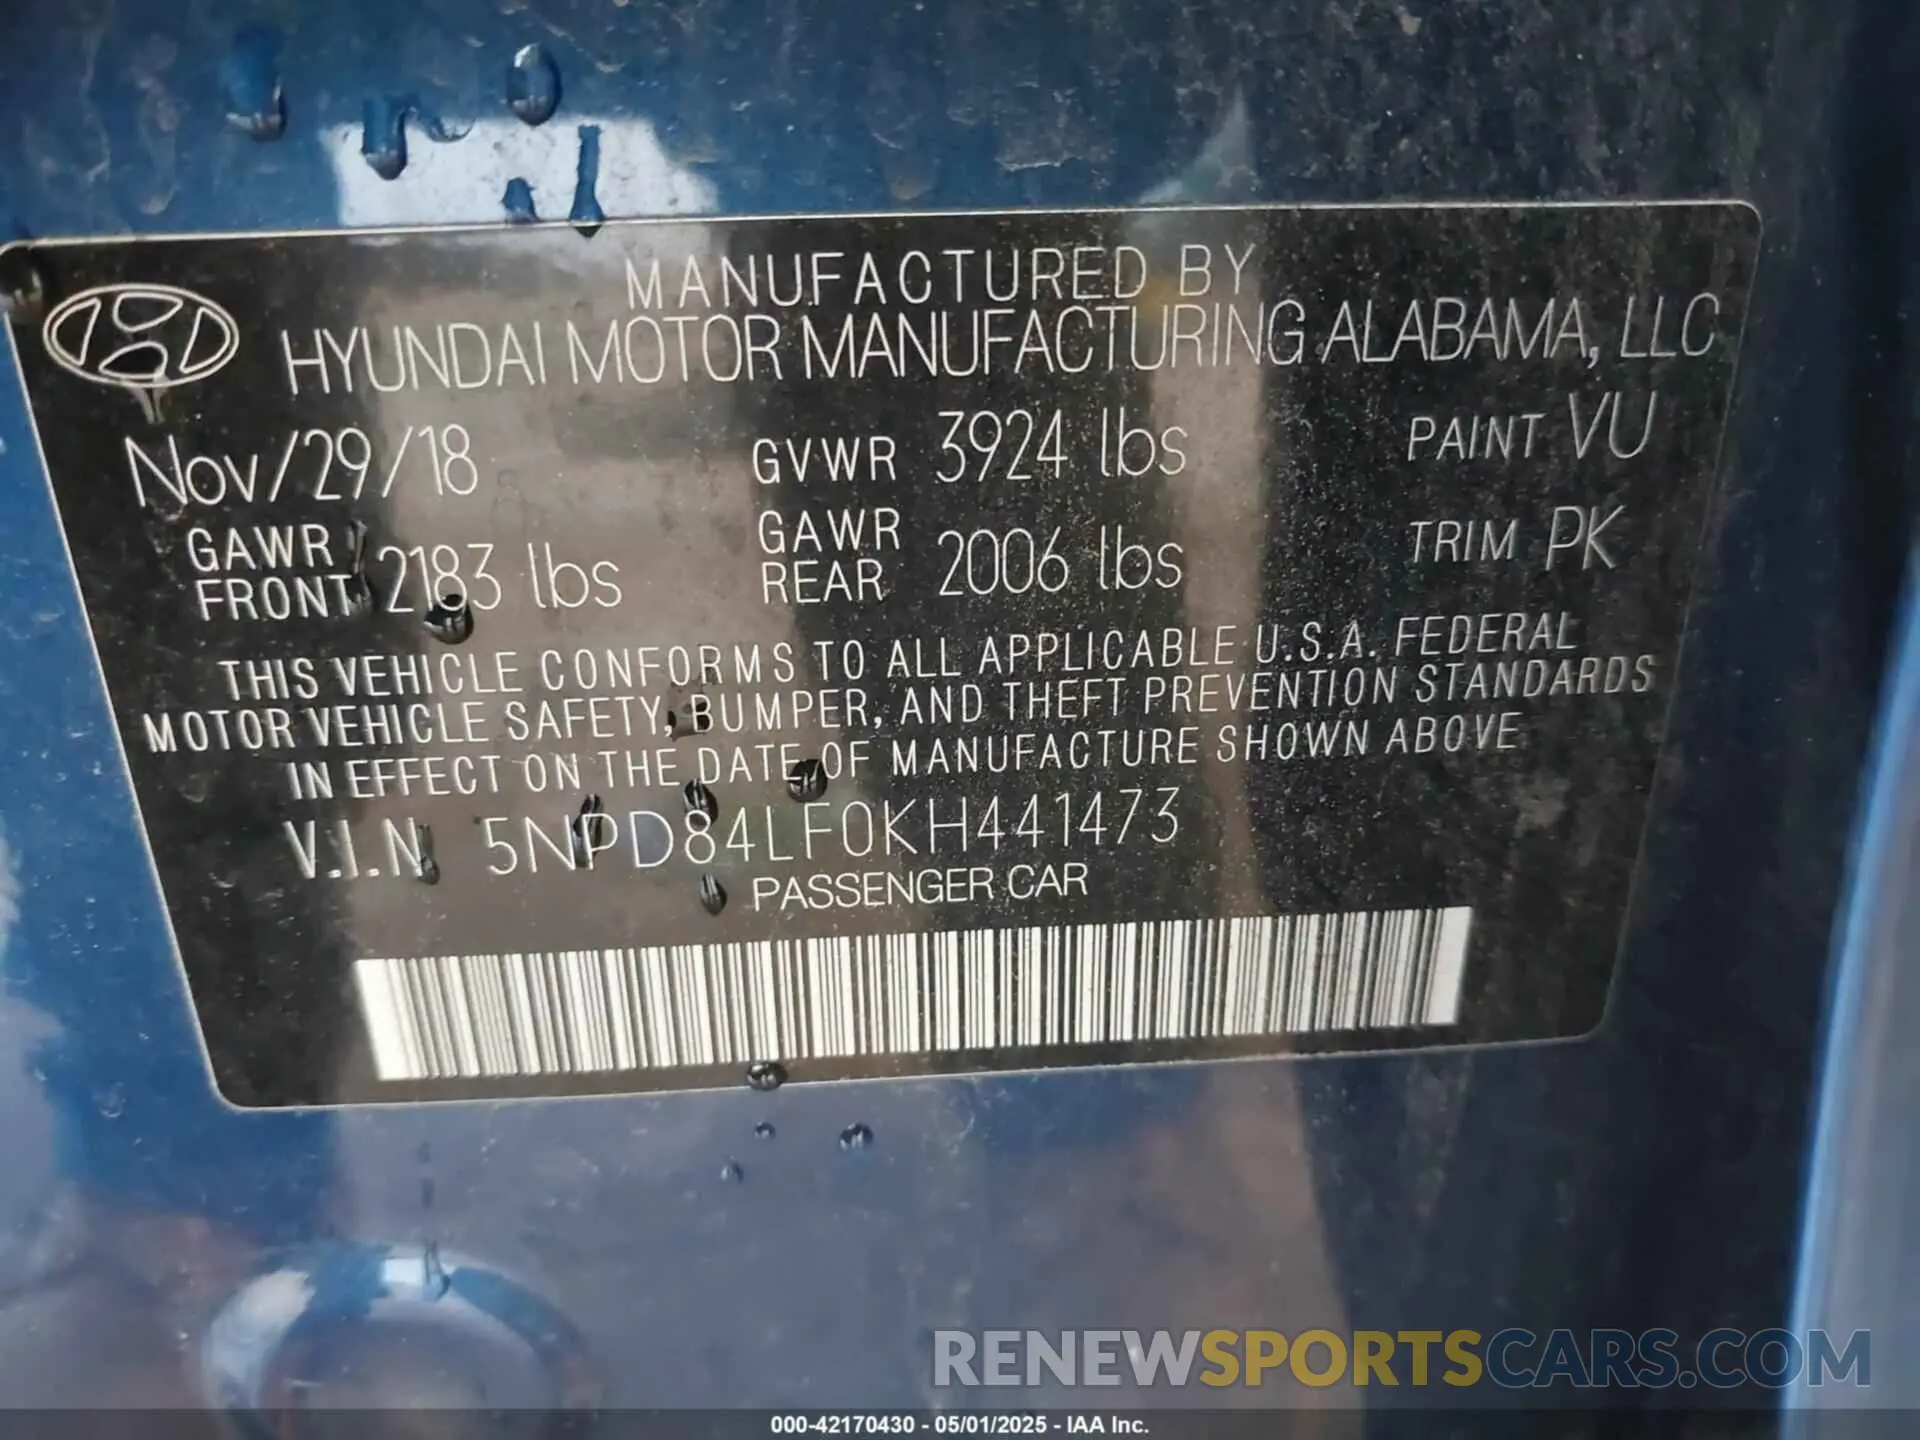 MANUFACTURED BY
HYUNDAI MOTOR MANUFACTURING ALABAMA, LLC
Nov/29/18 GVWR 3924 lbs PAINT VU
GAWR FRONT 2183 lbs GAWR REAR 2006 lbs TRIM PK
THIS VEHICLE CONFORMS TO ALL APPLICABLE U.S.A. FEDERAL
MOTOR VEHICLE SAFETY, BUMPER, AND THEFT PREVENTION STANDARDS
IN EFFECT ON THE DATE OF MANUFACTURE SHOWN ABOVE
V.I.N 5NPD84LF0KH441473
PASSENGER CAR
RENEWSPORTSCARS.COM
000-42170430 - 05/01/2025 - IAA Inc.